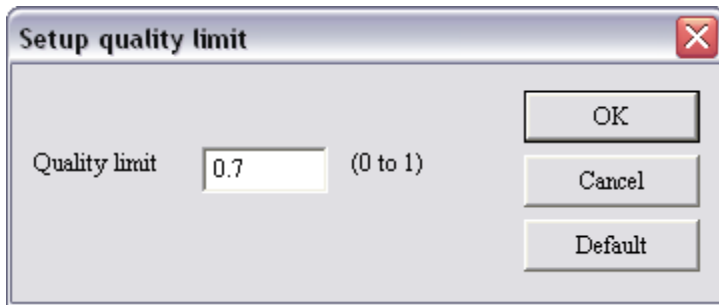 Setup quality limit
OK
Quality limit 0.7 (0 to 1)
Cancel
Default